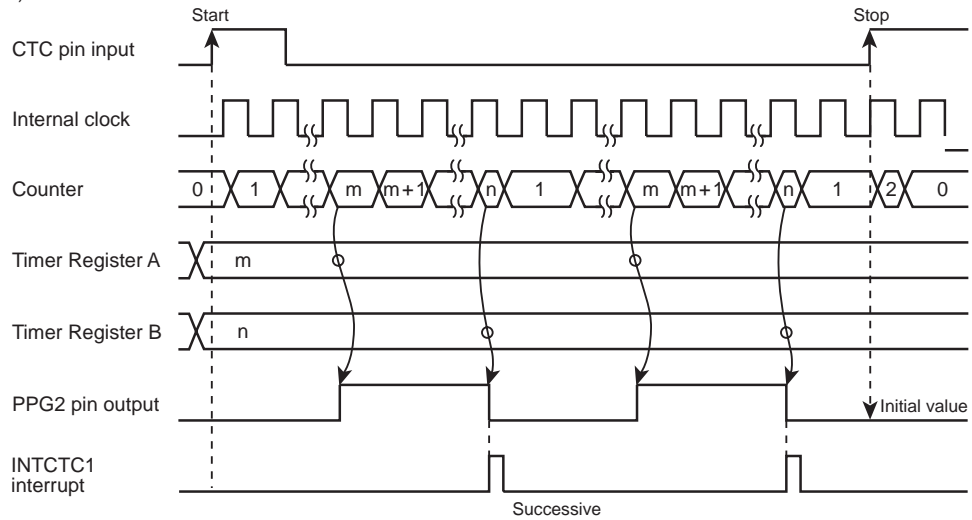 Start
Stop
CTC pin input
Internal clock
Counter
0 1 m m+1 n 1 m m+1 n 1 2 0
Timer Register A
m
Timer Register B
n
PPG2 pin output
Initial value
INTCTC1
interrupt
Successive